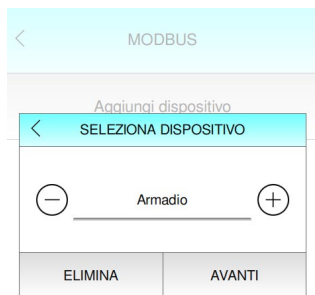 MODBUS
Aggiungi dispositivo
SELEZIONA DISPOSITIVO
Armadio
ELIMINA AVANTI